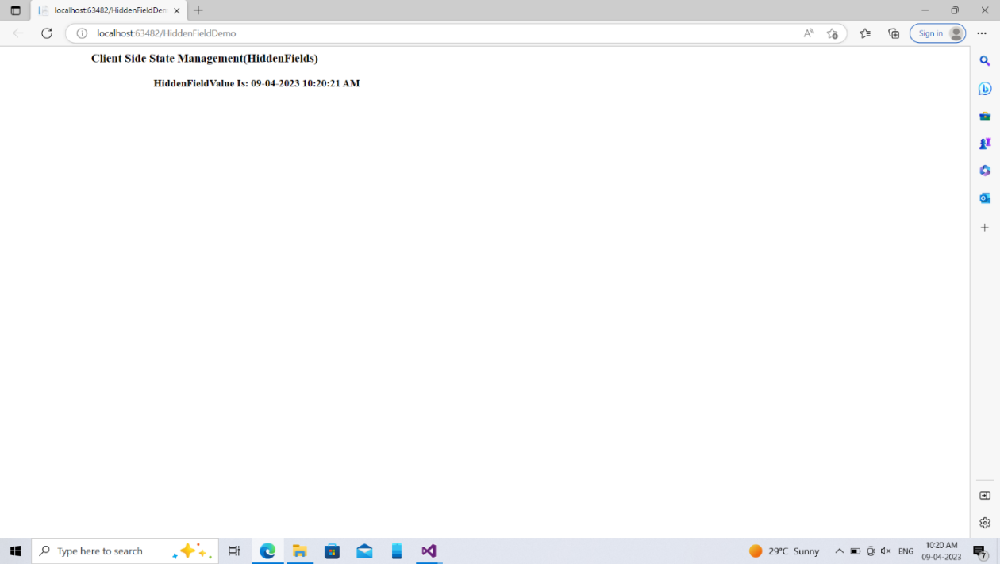 localhost:63482/HiddenFieldDem
localhost:63482/HiddenFieldDemo
Sign in
Client Side State Management(HiddenFields)
HiddenFieldValue Is: 09-04-2023 10:20:21 AM
Type here to search
29°C Sunny
ENG
10:20 AM
09-04-2023
7